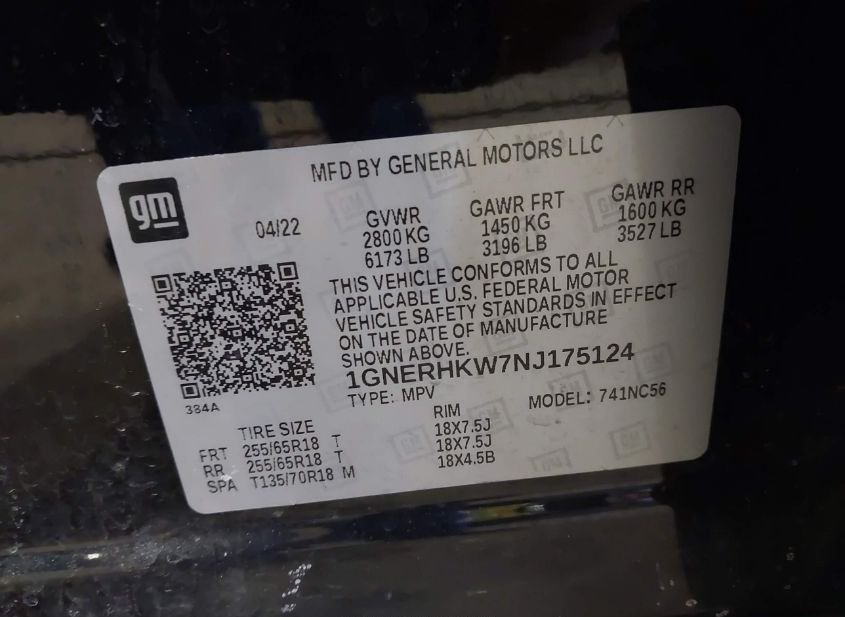 MFD BY GENERAL MOTORS LLC
gm
04/22
GVWR
2800 KG
6173 LB
GAWR FRT
1450 KG
3196 LB
GAWR RR
1600 KG
3527 LB
THIS VEHICLE CONFORMS TO ALL
APPLICABLE U.S. FEDERAL MOTOR
VEHICLE SAFETY STANDARDS IN EFFECT
ON THE DATE OF MANUFACTURE
SHOWN ABOVE.
1GNERHKW7NJ175124
TYPE: MPV
MODEL: 741NC56
384A
TIRE SIZE
RIM
FRT 255/65R18 T 18X7.5J
RR 255/65R18 T 18X7.5J
SPA T135/70R18 M 18X4.5B